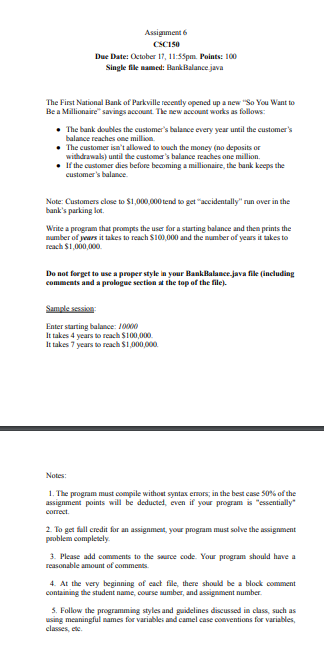 Assignment 6
CSC150
Due Date: October 17, 11:55pm. Points: 100
Single file named: BankBalance.java
The First National Bank of Parkville recently opened up a new "So You Want to
Be a Millionaire" savings account. The new account works as follows:
• The bank doubles the customer's balance every year until the customer's
balance reaches one million.
• The customer isn't allowed to touch the money (no deposits or
withdrawals) until the customer's balance reaches one million.
• If the customer dies before becoming a millionaire, the bank keeps the
customer's balance.
Note: Customers close to $1,000,000 tend to get "accidentally" run over in the
bank's parking lot.
Write a program that prompts the user for a starting balance and then prints the
number of years it takes to reach $100,000 and the number of years it takes to
reach $1,000,000.
Do not forget to use a proper style in your BankBalance.java file (including
comments and a prologue section at the top of the file).
Sample session:
Enter starting balance: 10000
It takes 4 years to reach $100,000.
It takes 7 years to reach $1,000,000.
Notes:
1. The program must compile without syntax errors; in the best case 50% of the
assignment points will be deducted, even if your program is "essentially"
correct.
2. To get full credit for an assignment, your program must solve the assignment
problem completely.
3. Please add comments to the source code. Your program should have a
reasonable amount of comments.
4. At the very beginning of each file, there should be a block comment
containing the student name, course number, and assignment number.
5. Follow the programming styles and guidelines discussed in class, such as
using meaningful names for variables and camel case conventions for variables,
classes, etc.